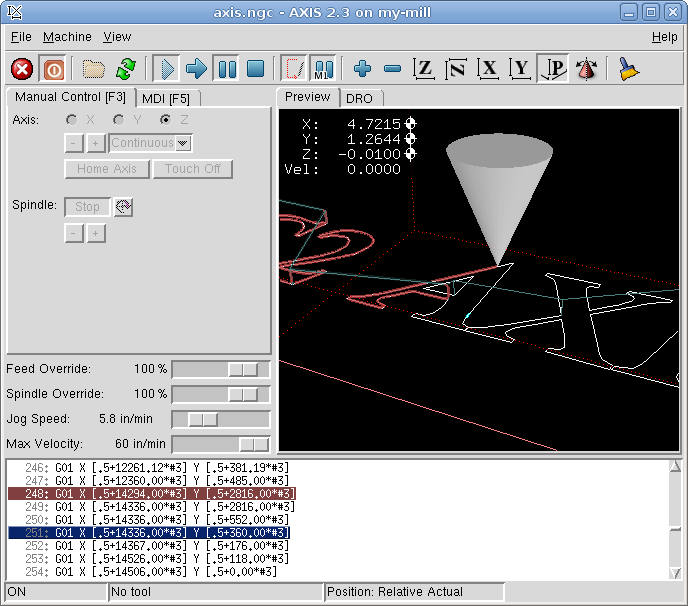 axis.ngc - AXIS 2.3 on my-mill
File Machine View Help
M1 Z N X Y P
Manual Control [F3] MDI [F5] Preview DRO
Axis: X Y Z
- + Continuous
Home Axis Touch Off
Spindle: Stop
- +
X: 4.7215
Y: 1.2644
Z: -0.0100
Vel: 0.0000
Feed Override: 100 %
Spindle Override: 100 %
Jog Speed: 5.8 in/min
Max Velocity: 60 in/min
246: G01 X [.5+12261.12*#3] Y [.5+381.19*#3]
247: G01 X [.5+12360.00*#3] Y [.5+485.00*#3]
248: G01 X [.5+14294.00*#3] Y [.5+2816.00*#3]
249: G01 X [.5+14336.00*#3] Y [.5+2816.00*#3]
250: G01 X [.5+14336.00*#3] Y [.5+552.00*#3]
251: G01 X [.5+14336.00*#3] Y [.5+360.00*#3]
252: G01 X [.5+14367.00*#3] Y [.5+176.00*#3]
253: G01 X [.5+14526.00*#3] Y [.5+118.00*#3]
254: G01 X [.5+14506.00*#3] Y [.5+0.00*#3]
ON No tool Position: Relative Actual